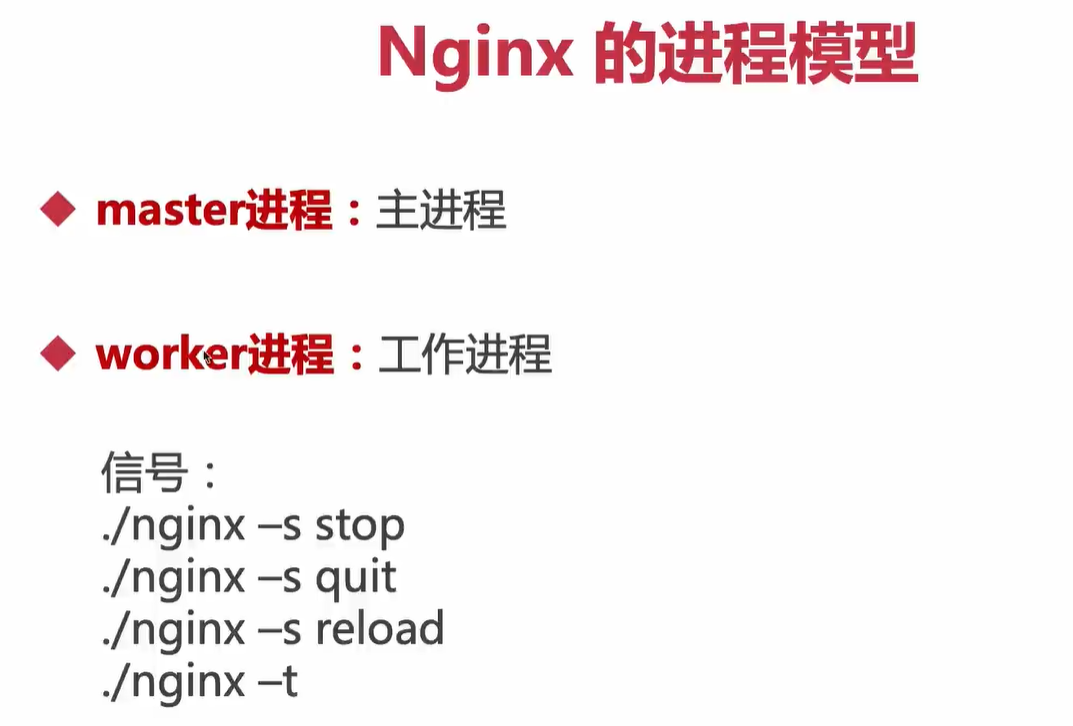 Nginx 的进程模型
master进程：主进程
worker进程：工作进程
信号：
./nginx –s stop
./nginx –s quit
./nginx –s reload
./nginx –t